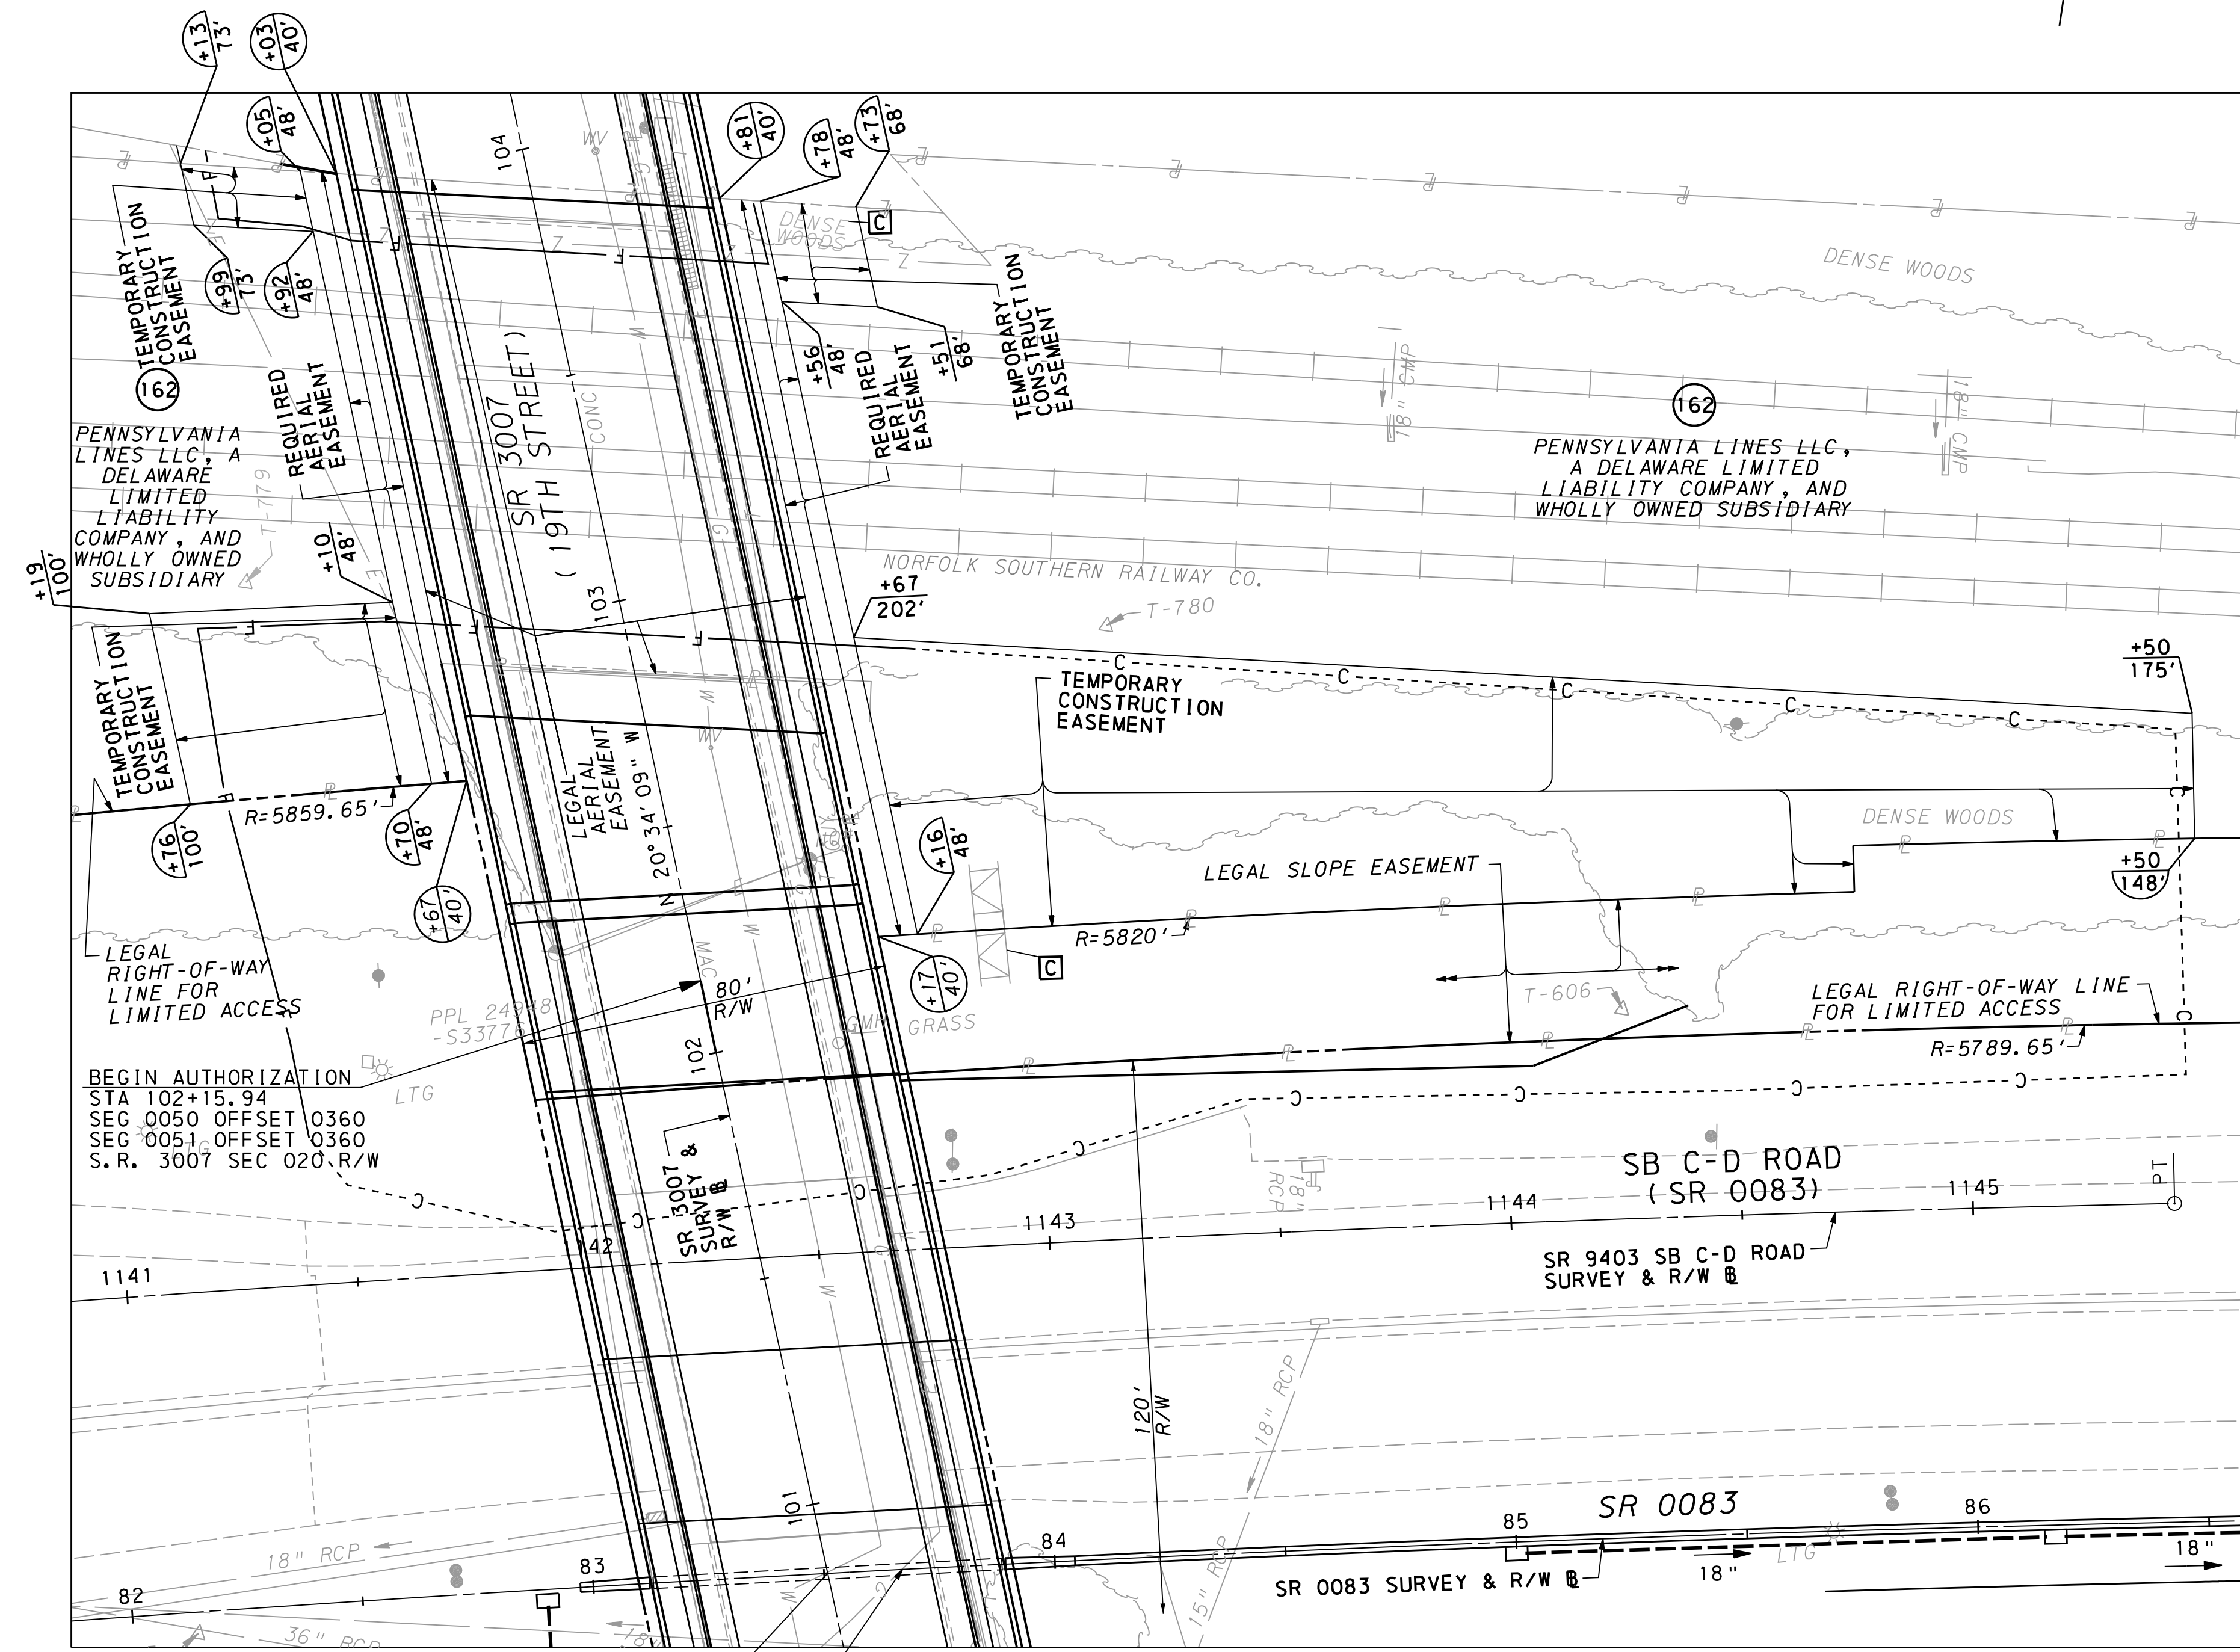 +13
73'
+03
40'
+05
48'
+81
40'
+78
48'
+73
68'
104
WV
DENSE
WOODS
C
DENSE WOODS
TEMPORARY
CONSTRUCTION
EASEMENT
+99
73'
+92
48'
162
TEMPORARY
CONSTRUCTION
EASEMENT
+56
48'
+51
68'
REQUIRED
AERIAL
EASEMENT
REQUIRED
AERIAL
EASEMENT
SR 3007
(19TH STREET)
CONC
18" CMP
18" CMP
162
PENNSYLVANIA
LINES LLC, A
DELAWARE
LIMITED
LIABILITY
COMPANY, AND
WHOLLY OWNED
SUBSIDIARY
T-779
PENNSYLVANIA LINES LLC,
A DELAWARE LIMITED
LIABILITY COMPANY, AND
WHOLLY OWNED SUBSIDIARY
+19
100'
+10
48'
NORFOLK SOUTHERN RAILWAY CO.
103
+67
202'
T-780
+50
175'
TEMPORARY
CONSTRUCTION
EASEMENT
TEMPORARY
CONSTRUCTION
EASEMENT
WV
LEGAL
AERIAL
EASEMENT
N 20°34'09" W
R=5859.65'
+76
100'
+70
48'
+67
40'
+16
48'
DENSE WOODS
LEGAL SLOPE EASEMENT
+50
148'
R=5820'
C
+17
40'
LEGAL
RIGHT-OF-WAY
LINE FOR
LIMITED ACCESS
MAC
80'
R/W
PPL 24948
-S33776
GMH
GRASS
T-606
LEGAL RIGHT-OF-WAY LINE
FOR LIMITED ACCESS
R=5789.65'
102
LTG
BEGIN AUTHORIZATION
STA 102+15.94
SEG 0050 OFFSET 0360
SEG 0051 OFFSET 0360
S.R. 3007 SEC 020 R/W
LTG
SR 3007
SURVEY &
R/W ℄
18"
RCP
SB C-D ROAD
(SR 0083)
PT
1141
142
1143
1144
1145
SR 9403 SB C-D ROAD
SURVEY & R/W ℄
120'
R/W
18" RCP
101
SR 0083
18" RCP
82
83
84
85
86
15" RCP
LTG
18"
18"
SR 0083 SURVEY & R/W ℄
36" RCP
18"